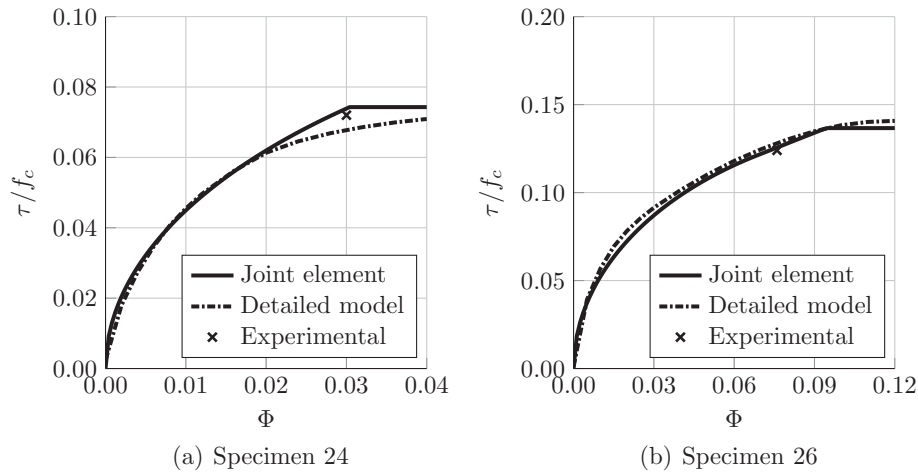 0.10
0.08
0.06
0.04
0.02
0.00
τ/f_c
0.00 0.01 0.02 0.03 0.04
Φ
Joint element
Detailed model
Experimental
(a) Specimen 24
0.20
0.15
0.10
0.05
0.00
τ/f_c
0.00 0.03 0.06 0.09 0.12
Φ
Joint element
Detailed model
Experimental
(b) Specimen 26